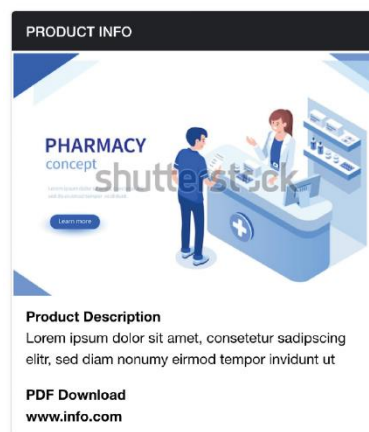 PRODUCT INFO
PHARMACY
concept
shutterstock
Learn more
Product Description
Lorem ipsum dolor sit amet, consetetur sadipscing
elitr, sed diam nonumy eirmod tempor invidunt ut
PDF Download
www.info.com